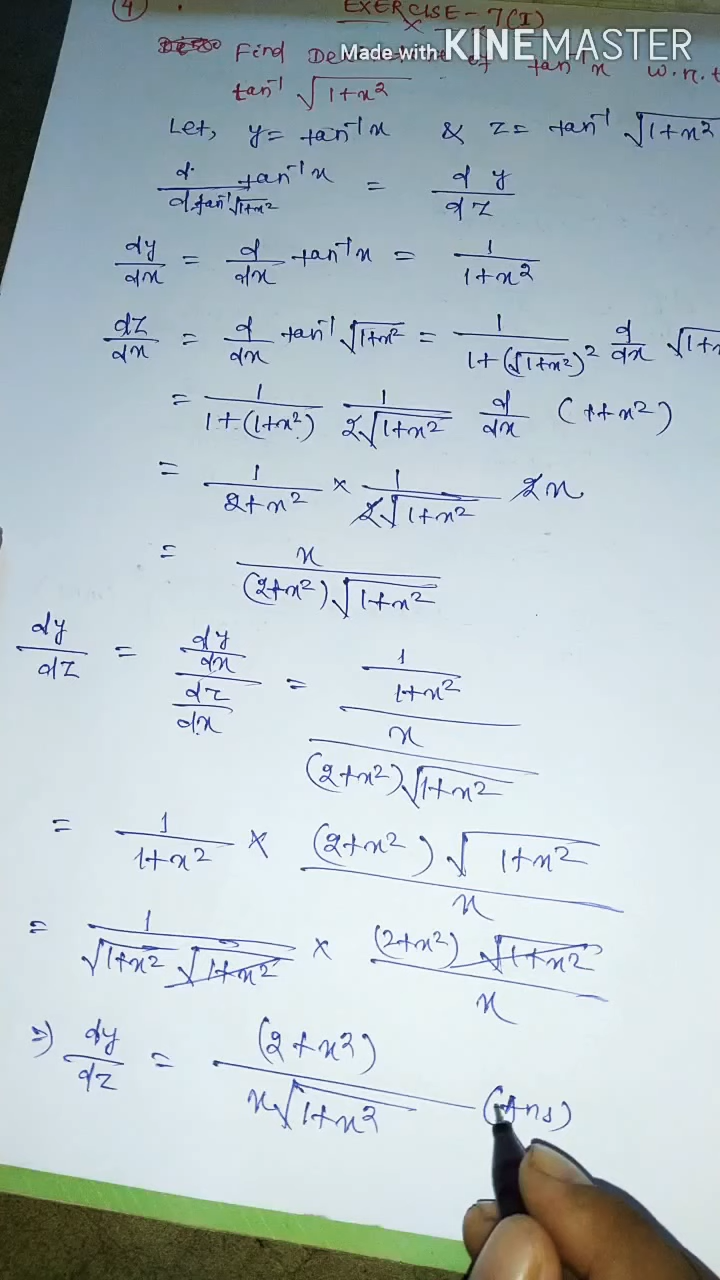 (4)
EXERCISE - 7(I)
Made with KINEMASTER
Find of tan⁻¹x w.r.t
tan⁻¹ √(1+x²)
Let, y = tan⁻¹x & z = tan⁻¹ √(1+x²)
d tan⁻¹x / d tan⁻¹√(1+x²) = dy/dz
dy/dx = d/dx tan⁻¹x = 1/(1+x²)
dz/dx = d/dx tan⁻¹ √(1+x²) = 1/(1+(√(1+x²))²) d/dx √(1+x
= 1/(1+(1+x²)) 1/(2√(1+x²)) d/dx (1+x²)
= 1/(2+x²) × 1/(2√(1+x²)) 2x
= x/((2+x²)√(1+x²))
dy/dz = (dy/dx)/(dz/dx) = (1/(1+x²))/(x/((2+x²)√(1+x²)))
= 1/(1+x²) × ((2+x²)√(1+x²))/x
= 1/(√(1+x²) √(1+x²)) × ((2+x²)√(1+x²))/x
⇒ dy/dz = (2+x²)/(x√(1+x²)) (Ans)